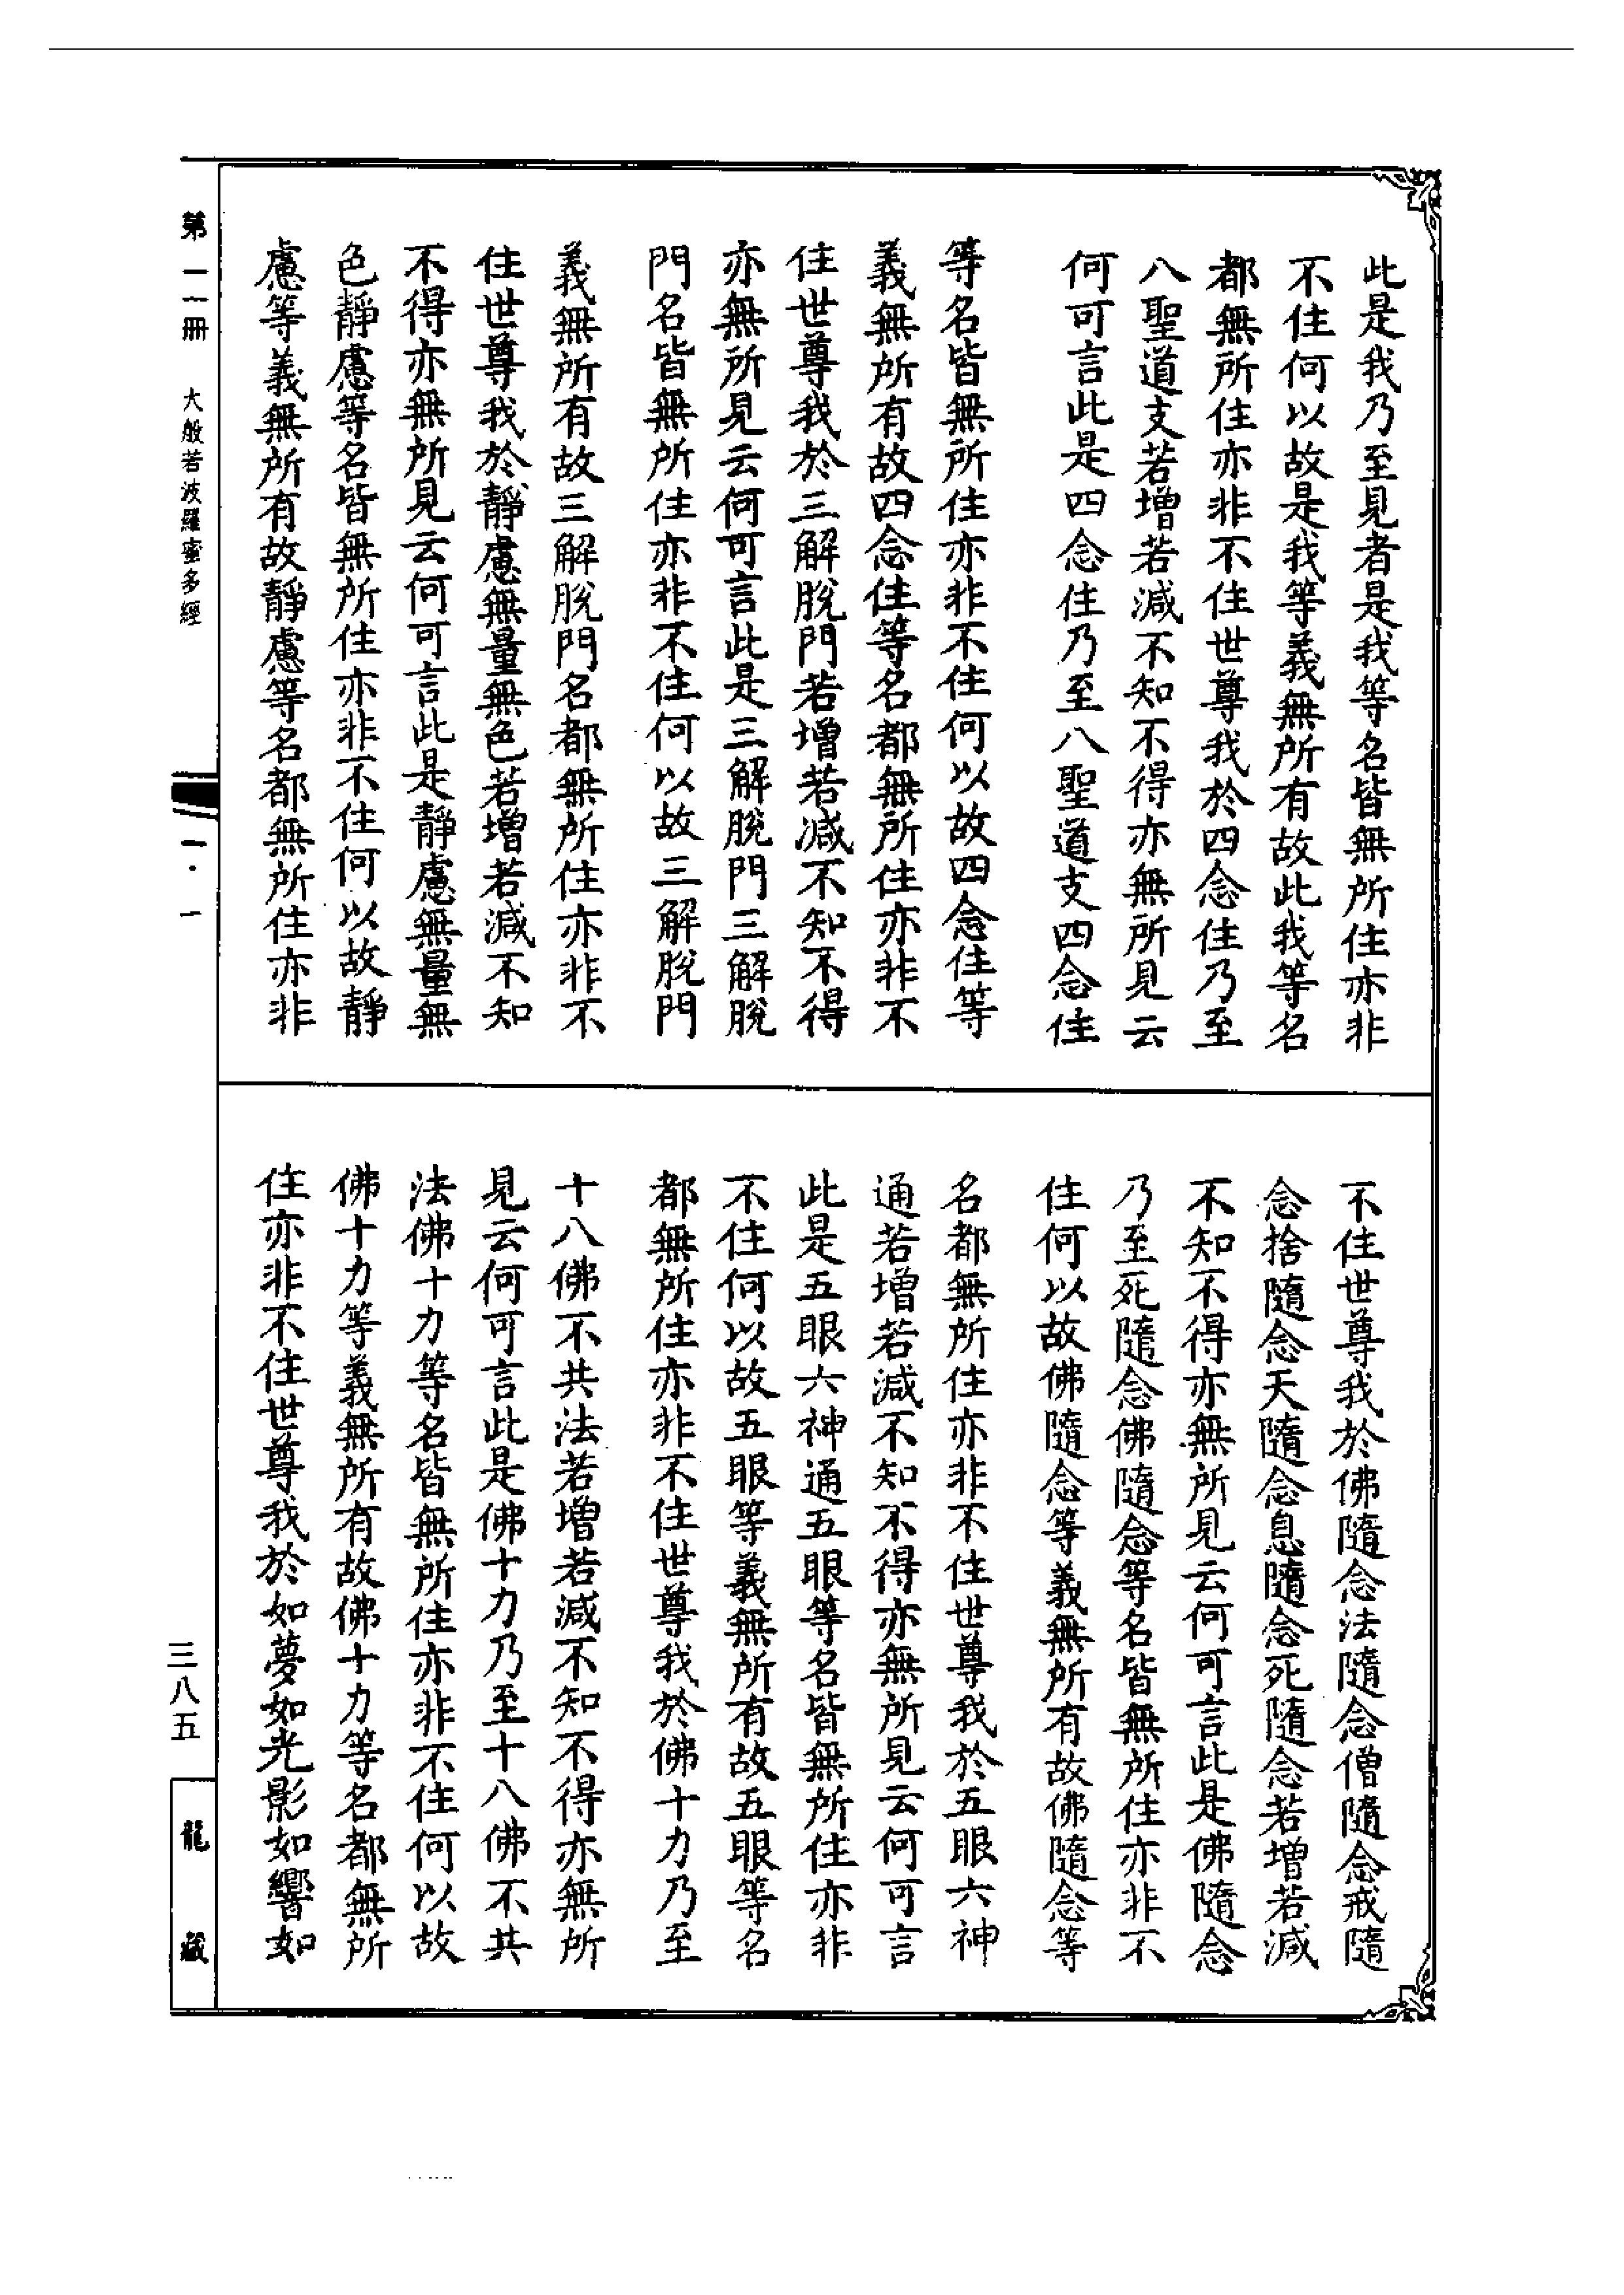 此是我乃至見者是我等名皆無所住亦非
不住何以故是我等義無所有故此我等名
都無所住亦非不住世尊我於四念住乃至
八聖道支若增若減不知不得亦無所見云
何可言此是四念住乃至八聖道支四念住
等名皆無所住亦非不住何以故四念住等
義無所有故四念住等名都無所住亦非不
住世尊我於三解脫門若增若減不知不得
亦無所見云何可言此是三解脫門三解脫
門名皆無所住亦非不住何以故三解脫門
義無所有故三解脫門名都無所住亦非不
住世尊我於靜慮無量無色若增若減不知
不得亦無所見云何可言此是靜慮無量無
色靜慮等名皆無所住亦非不住何以故靜
慮等義無所有故靜慮等名都無所住亦非
不住世尊我於佛隨念法隨念僧隨念戒隨
念捨隨念天隨念息隨念死隨念若增若減
不知不得亦無所見云何可言此是佛隨念
乃至死隨念佛隨念等名皆無所住亦非不
住何以故佛隨念等義無所有故佛隨念等
名都無所住亦非不住世尊我於五眼六神
通若增若減不知不得亦無所見云何可言
此是五眼六神通五眼等名皆無所住亦非
不住何以故五眼等義無所有故五眼等名
都無所住亦非不住世尊我於佛十力乃至
十八佛不共法若增若減不知不得亦無所
見云何可言此是佛十力乃至十八佛不共
法佛十力等名皆無所住亦非不住何以故
佛十力等義無所有故佛十力等名都無所
住亦非不住世尊我於如夢如光影如響如
第一冊 大般若波羅蜜多經 一·一
三八五
龍藏